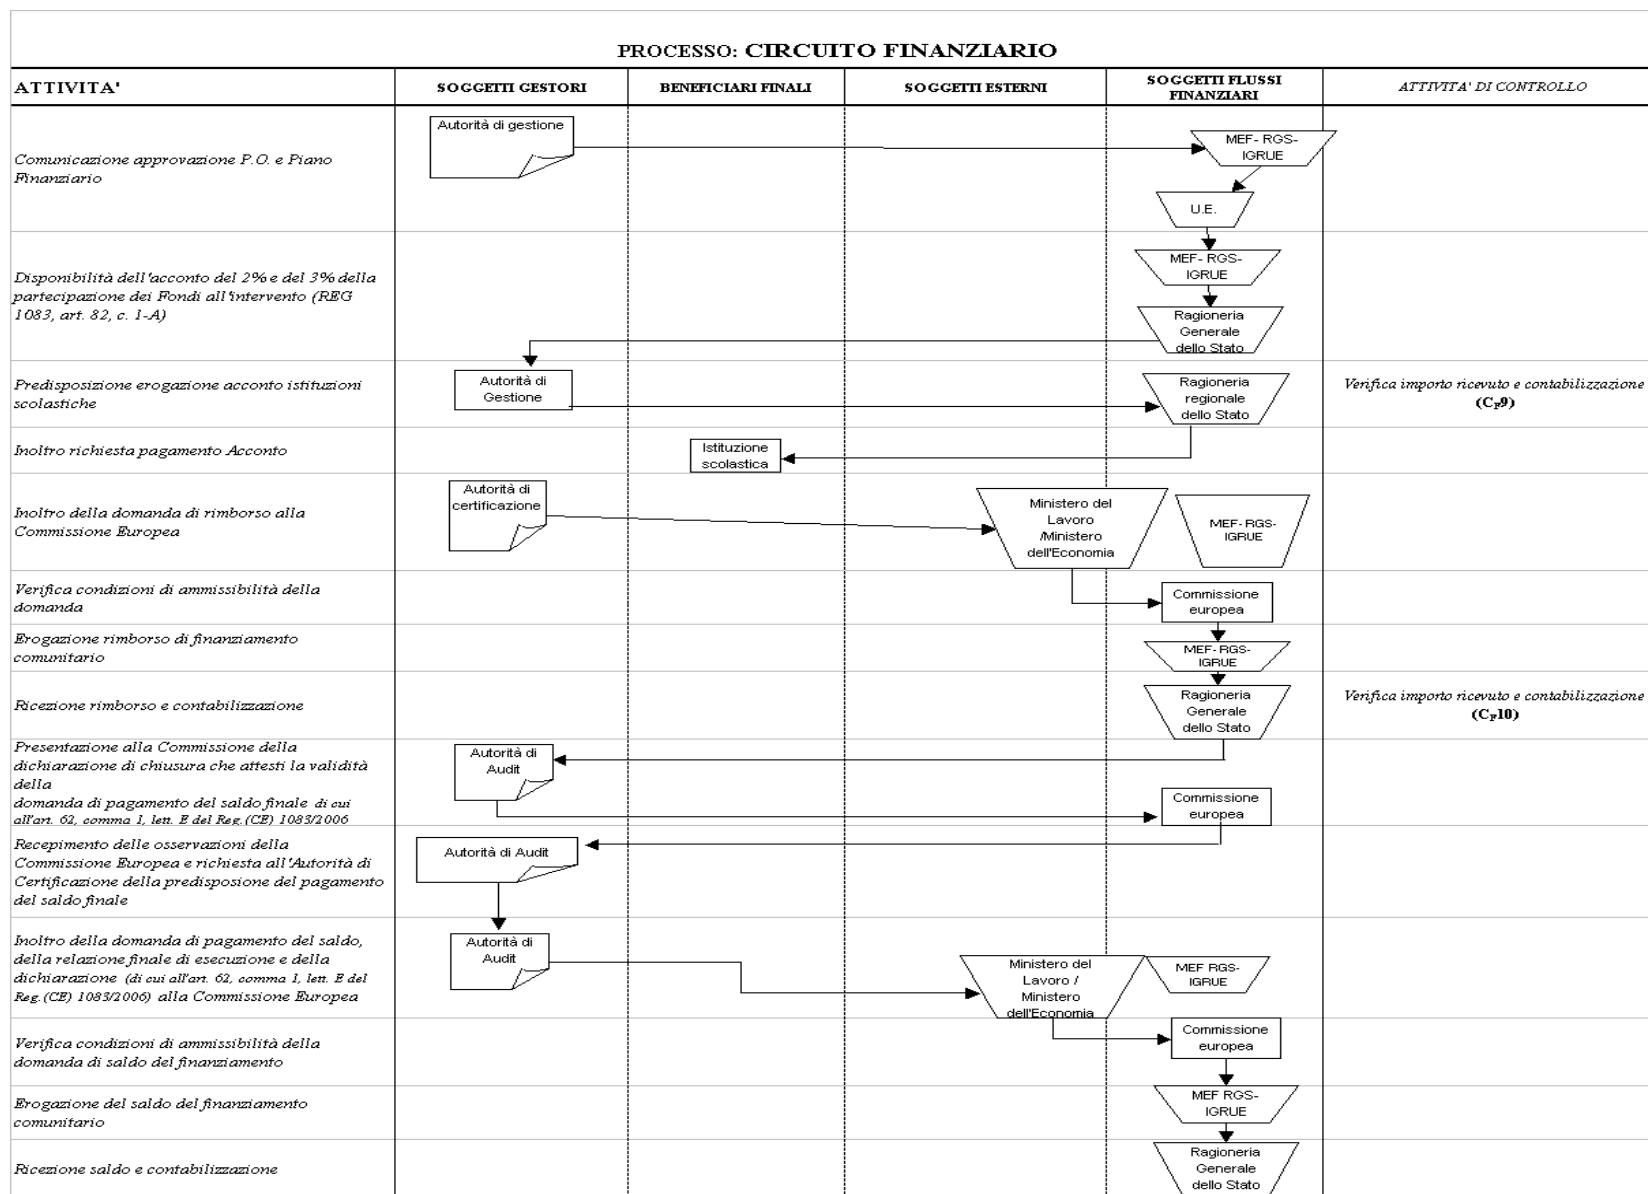 PROCESSO: CIRCUITO FINANZIARIO
ATTIVITA'
SOGGETTI GESTORI
BENEFICIARI FINALI
SOGGETTI ESTERNI
SOGGETTI FLUSSI
FINANZIARI
ATTIVITA' DI CONTROLLO
Comunicazione approvazione P.O. e Piano
Finanziario
Autorità di gestione
MEF- RGS-
IGRUE
U.E.
Disponibilità dell'acconto del 2% e del 3% della
partecipazione dei Fondi all'intervento (REG
1083, art. 82, c. 1-A)
MEF- RGS-
IGRUE
Ragioneria
Generale
dello Stato
Predisposizione erogazione acconto istituzioni
scolastiche
Autorità di
Gestione
Ragioneria
regionale
dello Stato
Verifica importo ricevuto e contabilizzazione
(CF9)
Inoltro richiesta pagamento Acconto
Istituzione
scolastica
Inoltro della domanda di rimborso alla
Commissione Europea
Autorità di
certificazione
Ministero del
Lavoro
/Ministero
dell'Economia
MEF- RGS-
IGRUE
Verifica condizioni di ammissibilità della
domanda
Commissione
europea
Erogazione rimborso di finanziamento
comunitario
MEF- RGS-
IGRUE
Ricezione rimborso e contabilizzazione
Ragioneria
Generale
dello Stato
Verifica importo ricevuto e contabilizzazione
(CF10)
Presentazione alla Commissione della
dichiarazione di chiusura che attesti la validità
della
domanda di pagamento del saldo finale di cui
all'art. 62, comma 1, lett. E del Reg.(CE) 1083/2006
Autorità di
Audit
Commissione
europea
Recepimento delle osservazioni della
Commissione Europea e richiesta all'Autorità di
Certificazione della predisposione del pagamento
del saldo finale
Autorità di Audit
Inoltro della domanda di pagamento del saldo,
della relazione finale di esecuzione e della
dichiarazione (di cui all'art. 62, comma 1, lett. E del
Reg.(CE) 1083/2006) alla Commissione Europea
Autorità di
Audit
Ministero del
Lavoro /
Ministero
dell'Economia
MEF RGS-
IGRUE
Verifica condizioni di ammissibilità della
domanda di saldo del finanziamento
Commissione
europea
Erogazione del saldo del finanziamento
comunitario
MEF RGS-
IGRUE
Ricezione saldo e contabilizzazione
Ragioneria
Generale
dello Stato